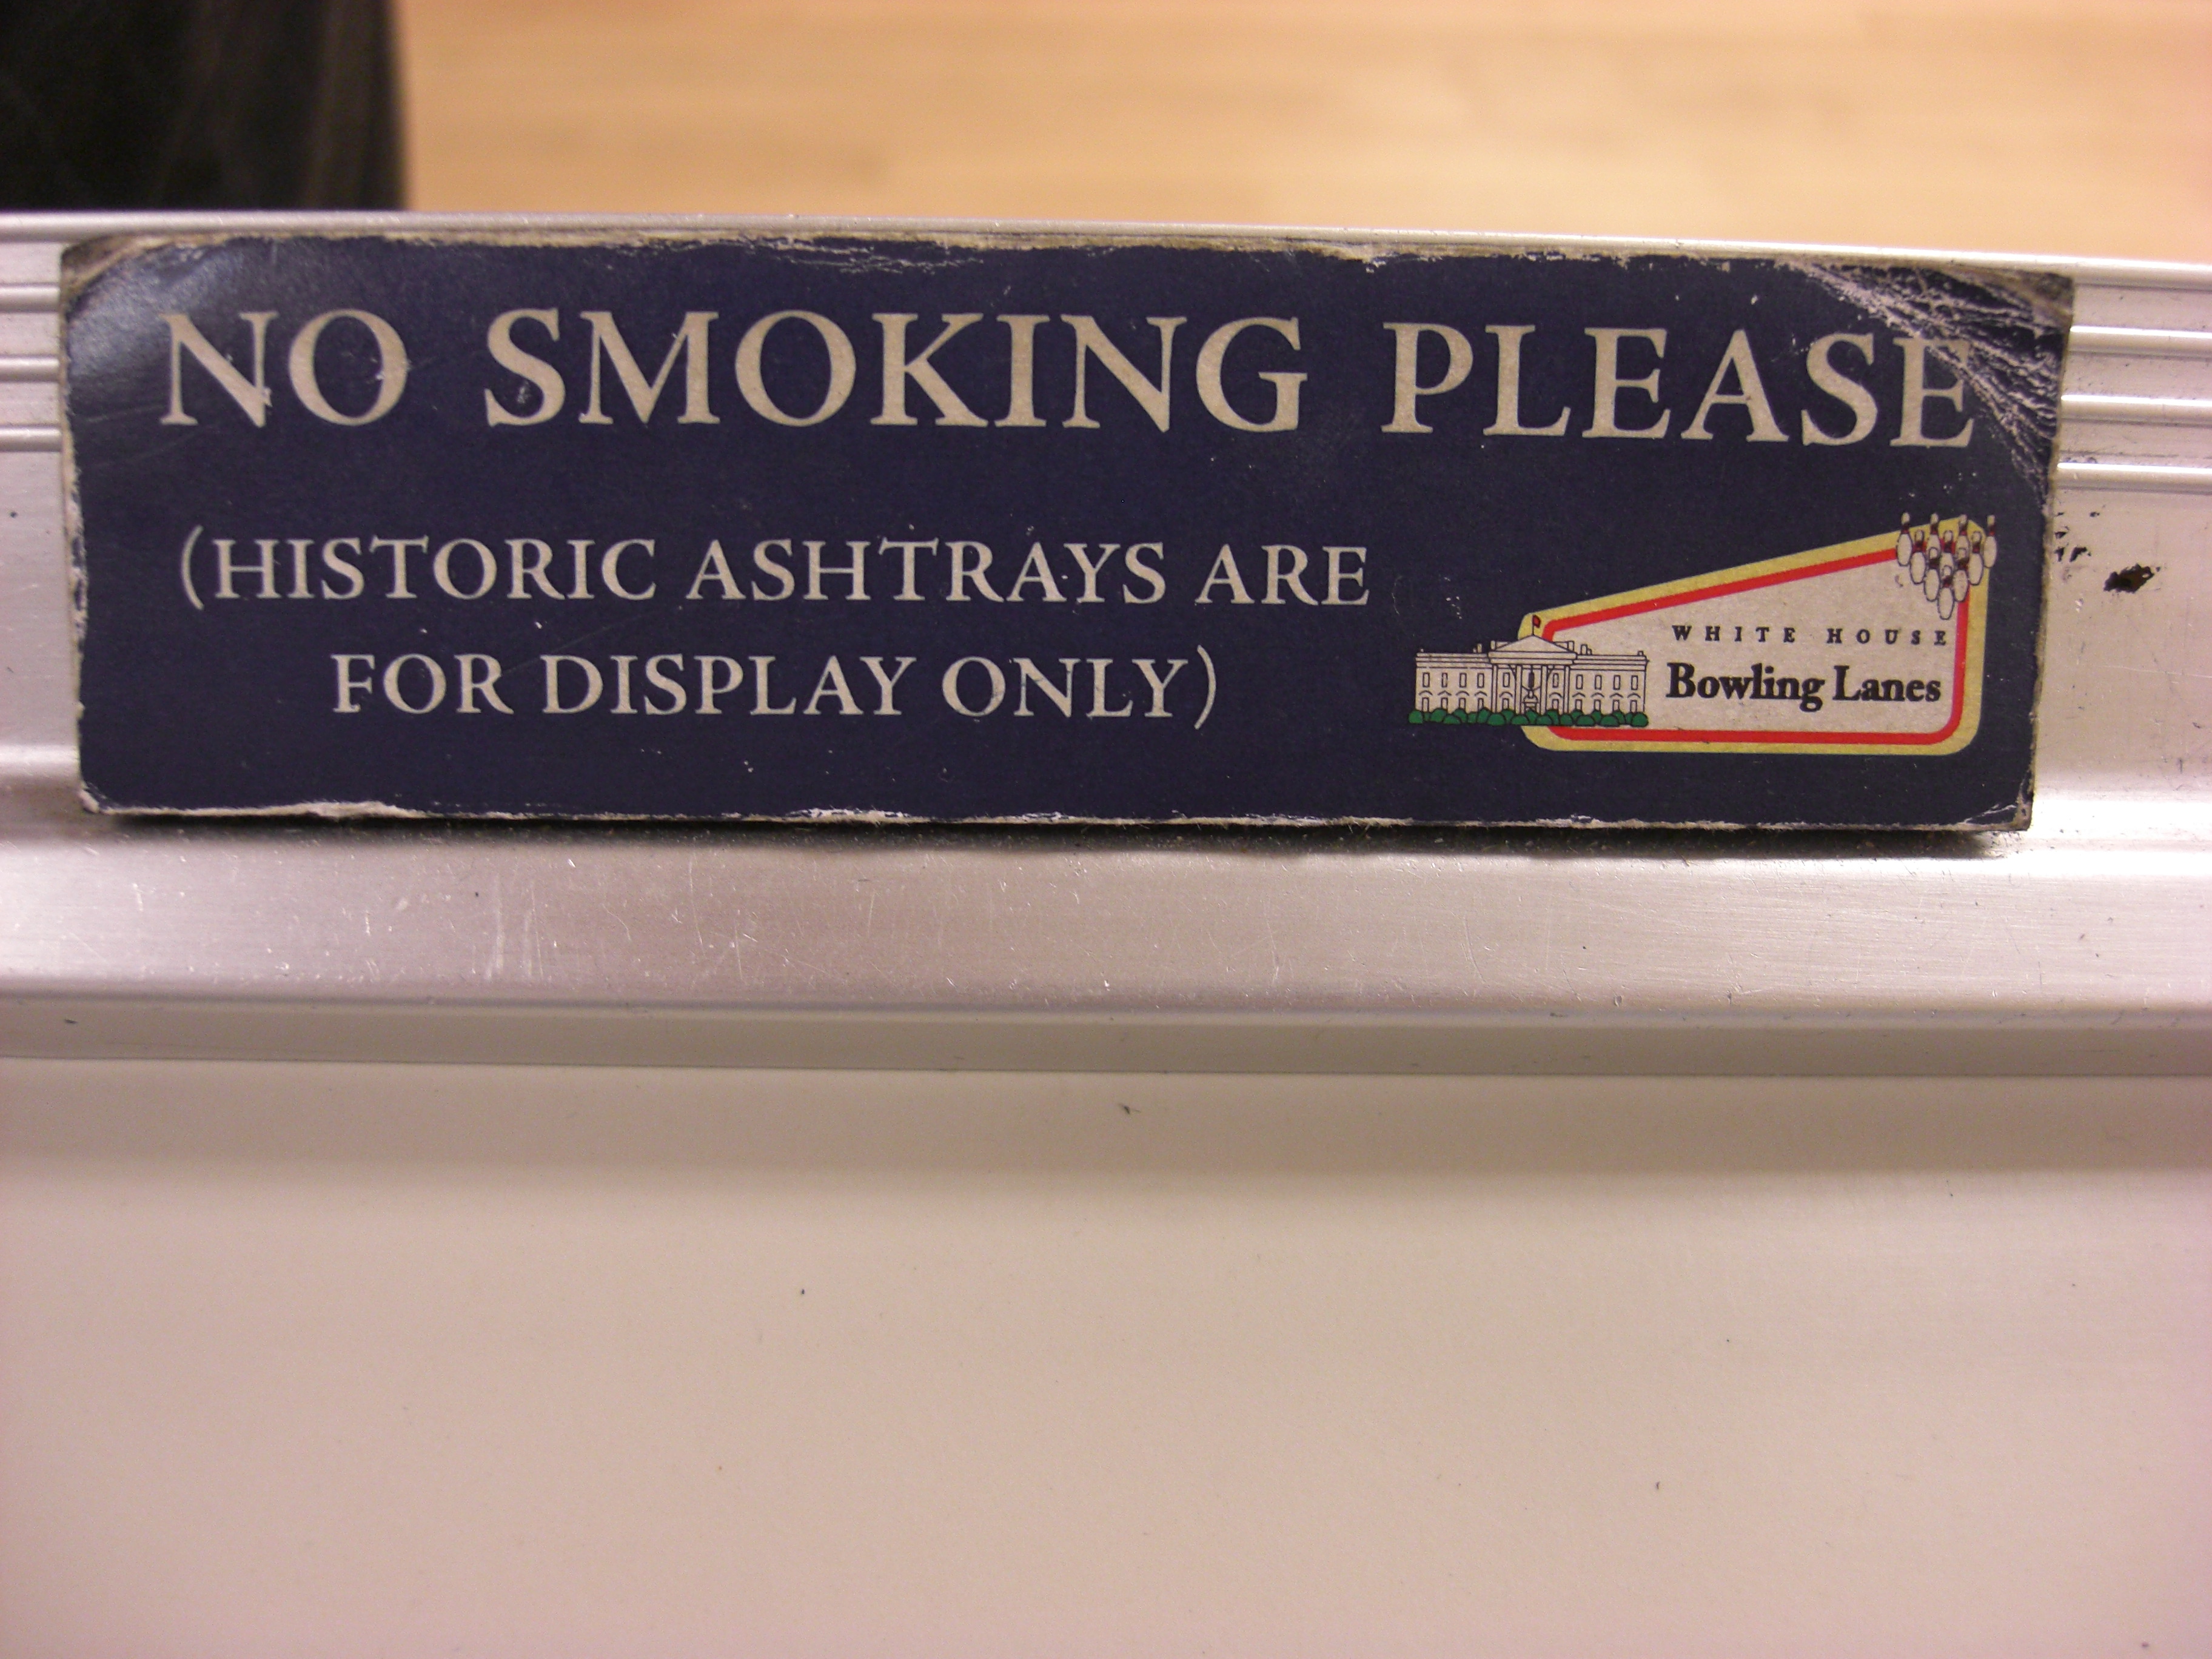 NO SMOKING PLEASE
(HISTORIC ASHTRAYS ARE
FOR DISPLAY ONLY)
WHITE HOUSE
Bowling Lanes